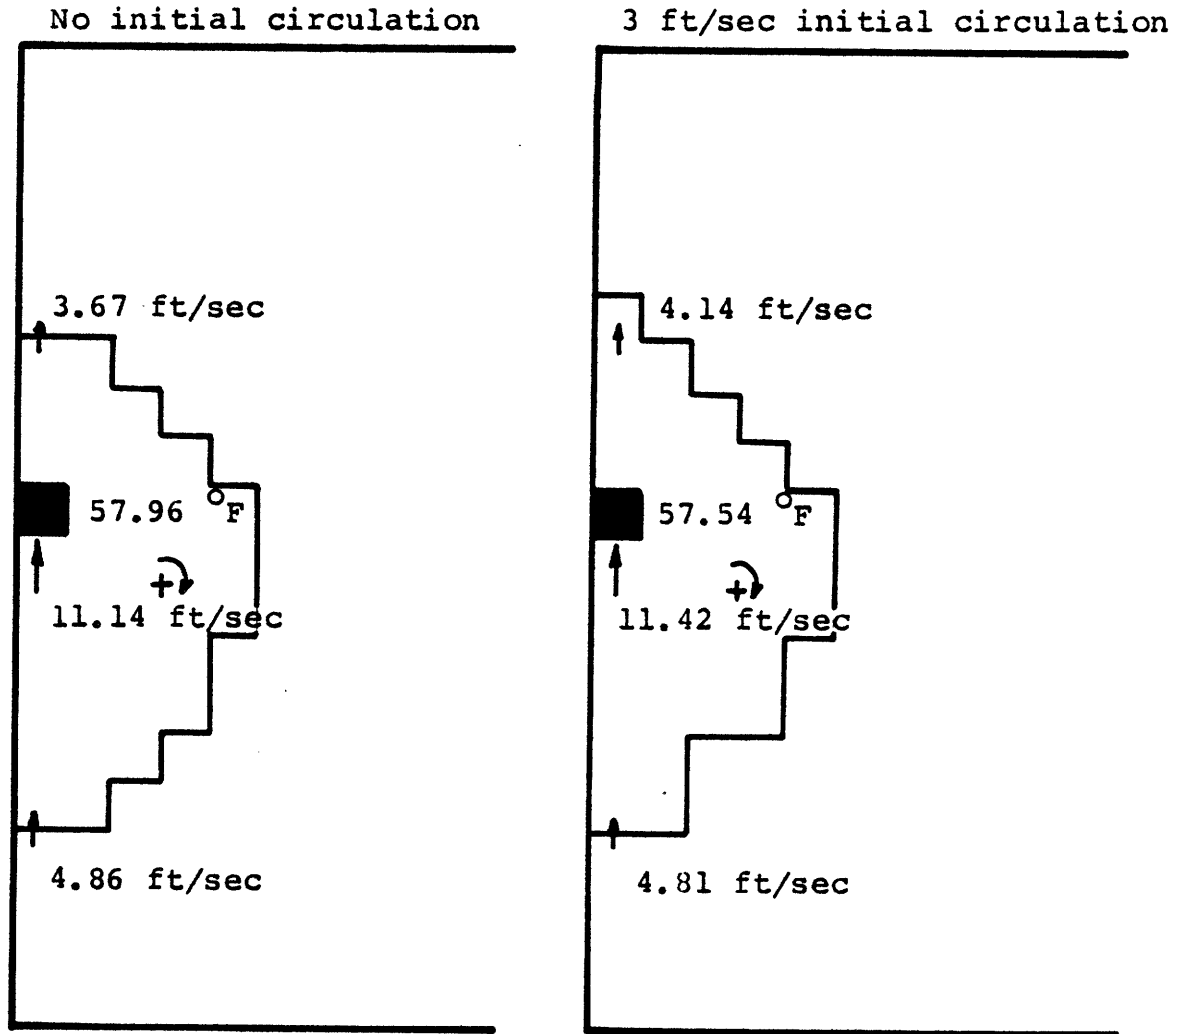 No initial circulation
3 ft/sec initial circulation
3.67 ft/sec
57.96
F
+
11.14 ft/sec
4.86 ft/sec
4.14 ft/sec
57.54
F
+
11.42 ft/sec
4.81 ft/sec